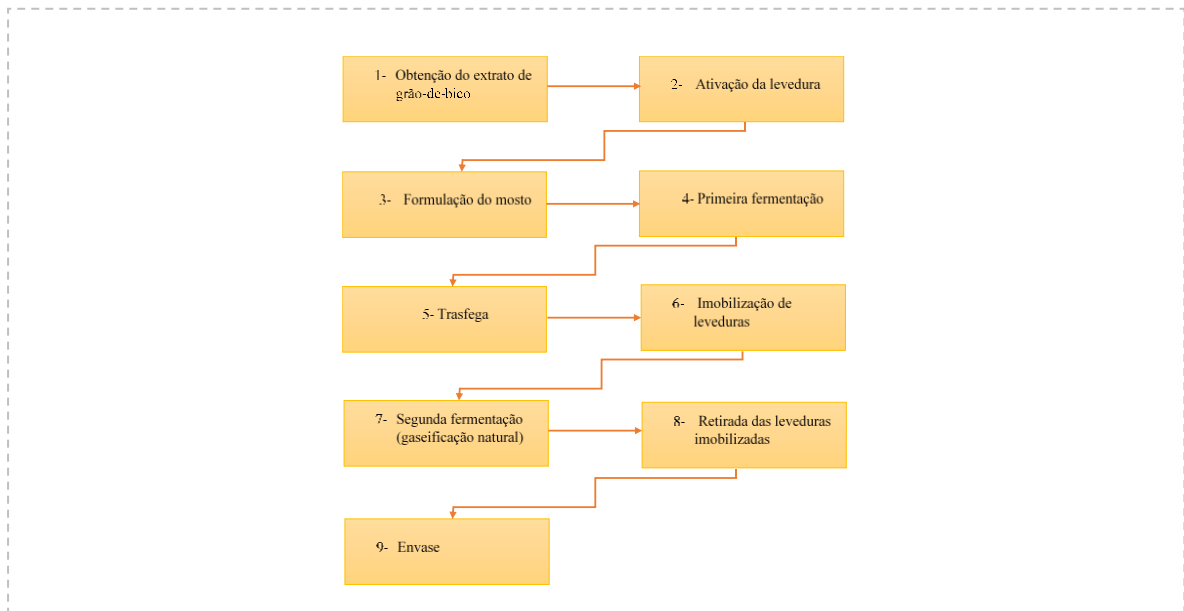 1- Obtenção do extrato de
grão-de-bico
2- Ativação da levedura
3- Formulação do mosto
4- Primeira fermentação
5- Trasfega
6- Imobilização de
leveduras
7- Segunda fermentação
(gaseificação natural)
8- Retirada das leveduras
imobilizadas
9- Envase